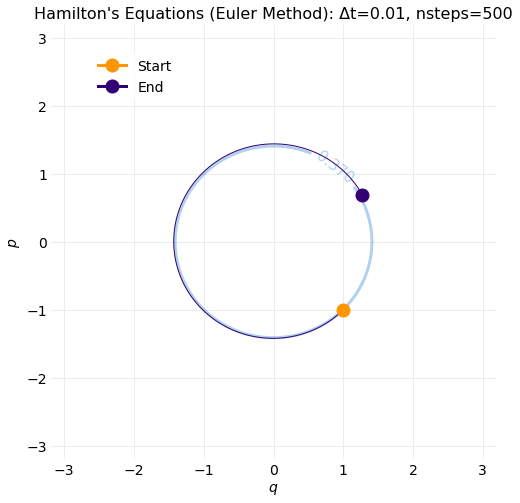 Hamilton's Equations (Euler Method): Δt=0.01, nsteps=500
Start
End
3
2
1
0
−1
−2
−3
p
−3
−2
−1
0
1
2
3
q